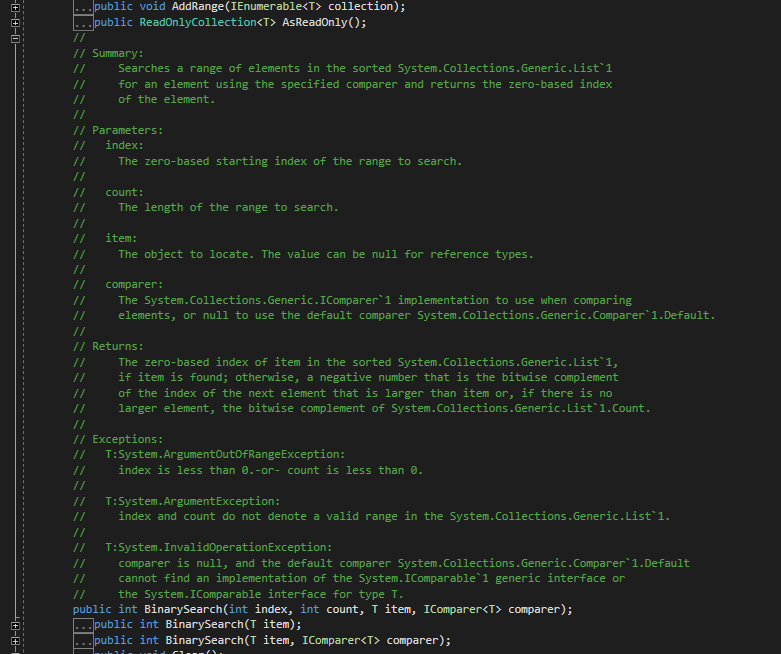 ...public void AddRange(IEnumerable<T> collection);
...public ReadOnlyCollection<T> AsReadOnly();
//
// Summary:
//     Searches a range of elements in the sorted System.Collections.Generic.List`1
//     for an element using the specified comparer and returns the zero-based index
//     of the element.
//
// Parameters:
//   index:
//     The zero-based starting index of the range to search.
//
//   count:
//     The length of the range to search.
//
//   item:
//     The object to locate. The value can be null for reference types.
//
//   comparer:
//     The System.Collections.Generic.IComparer`1 implementation to use when comparing
//     elements, or null to use the default comparer System.Collections.Generic.Comparer`1.Default.
//
// Returns:
//     The zero-based index of item in the sorted System.Collections.Generic.List`1,
//     if item is found; otherwise, a negative number that is the bitwise complement
//     of the index of the next element that is larger than item or, if there is no
//     larger element, the bitwise complement of System.Collections.Generic.List`1.Count.
//
// Exceptions:
//   T:System.ArgumentOutOfRangeException:
//     index is less than 0.-or- count is less than 0.
//
//   T:System.ArgumentException:
//     index and count do not denote a valid range in the System.Collections.Generic.List`1.
//
//   T:System.InvalidOperationException:
//     comparer is null, and the default comparer System.Collections.Generic.Comparer`1.Default
//     cannot find an implementation of the System.IComparable`1 generic interface or
//     the System.IComparable interface for type T.
public int BinarySearch(int index, int count, T item, IComparer<T> comparer);
...public int BinarySearch(T item);
...public int BinarySearch(T item, IComparer<T> comparer);
...public void Clear();